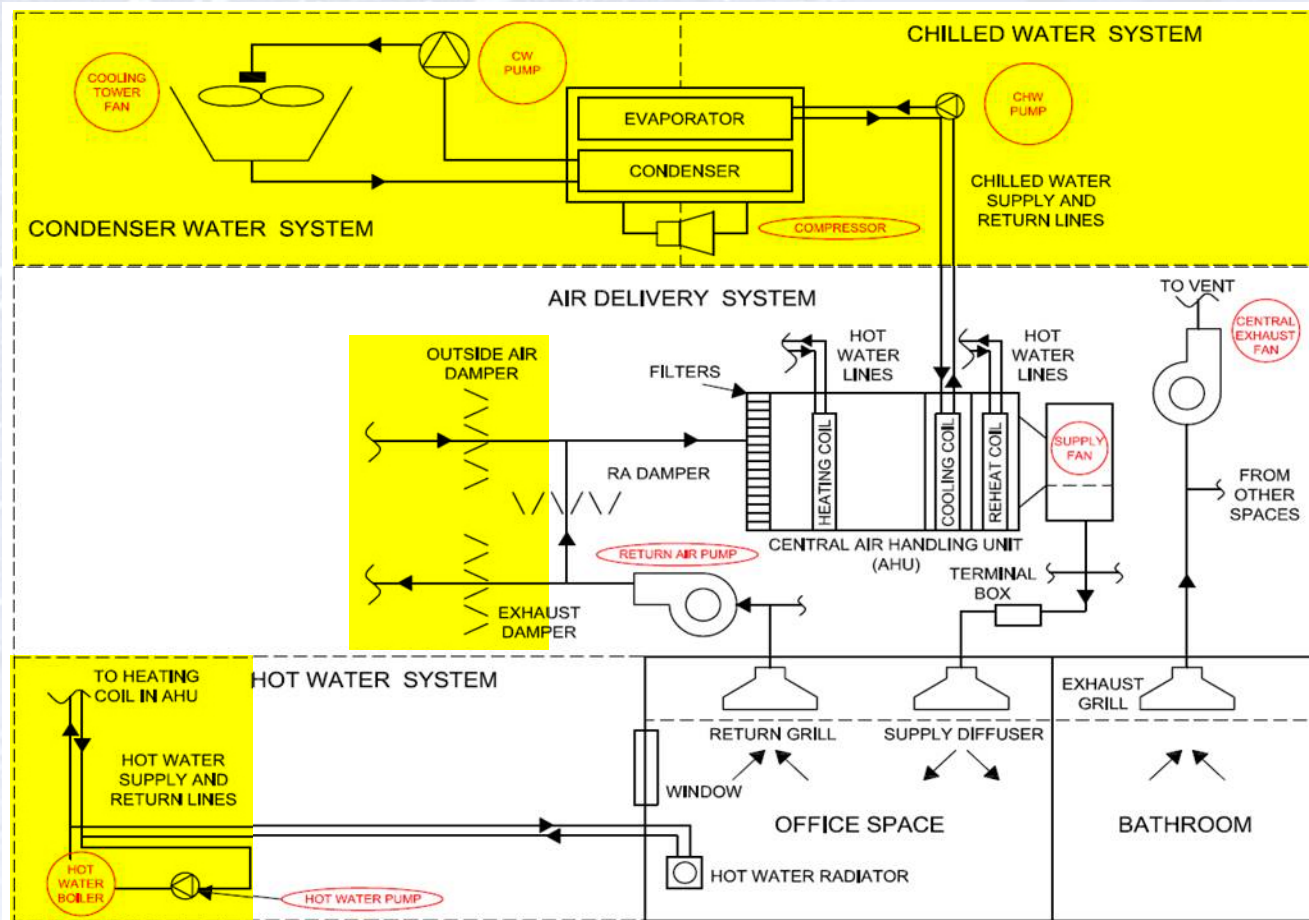 CHILLED WATER SYSTEM
COOLING
TOWER
FAN
CW
PUMP
CHW
PUMP
EVAPORATOR
CONDENSER
CHILLED WATER
SUPPLY AND
RETURN LINES
CONDENSER WATER SYSTEM
COMPRESSOR
AIR DELIVERY SYSTEM
TO VENT
CENTRAL
EXHAUST
FAN
OUTSIDE AIR
DAMPER
FILTERS
HOT
WATER
LINES
HOT
WATER
LINES
RA DAMPER
HEATING COIL
COOLING COIL
REHEAT COIL
SUPPLY
FAN
FROM
OTHER
SPACES
CENTRAL AIR HANDLING UNIT
(AHU)
RETURN AIR PUMP
TERMINAL
BOX
EXHAUST
DAMPER
TO HEATING
COIL IN AHU
HOT WATER SYSTEM
EXHAUST
GRILL
RETURN GRILL
SUPPLY DIFFUSER
HOT WATER
SUPPLY AND
RETURN LINES
WINDOW
OFFICE SPACE
BATHROOM
HOT
WATER
BOILER
HOT WATER PUMP
HOT WATER RADIATOR